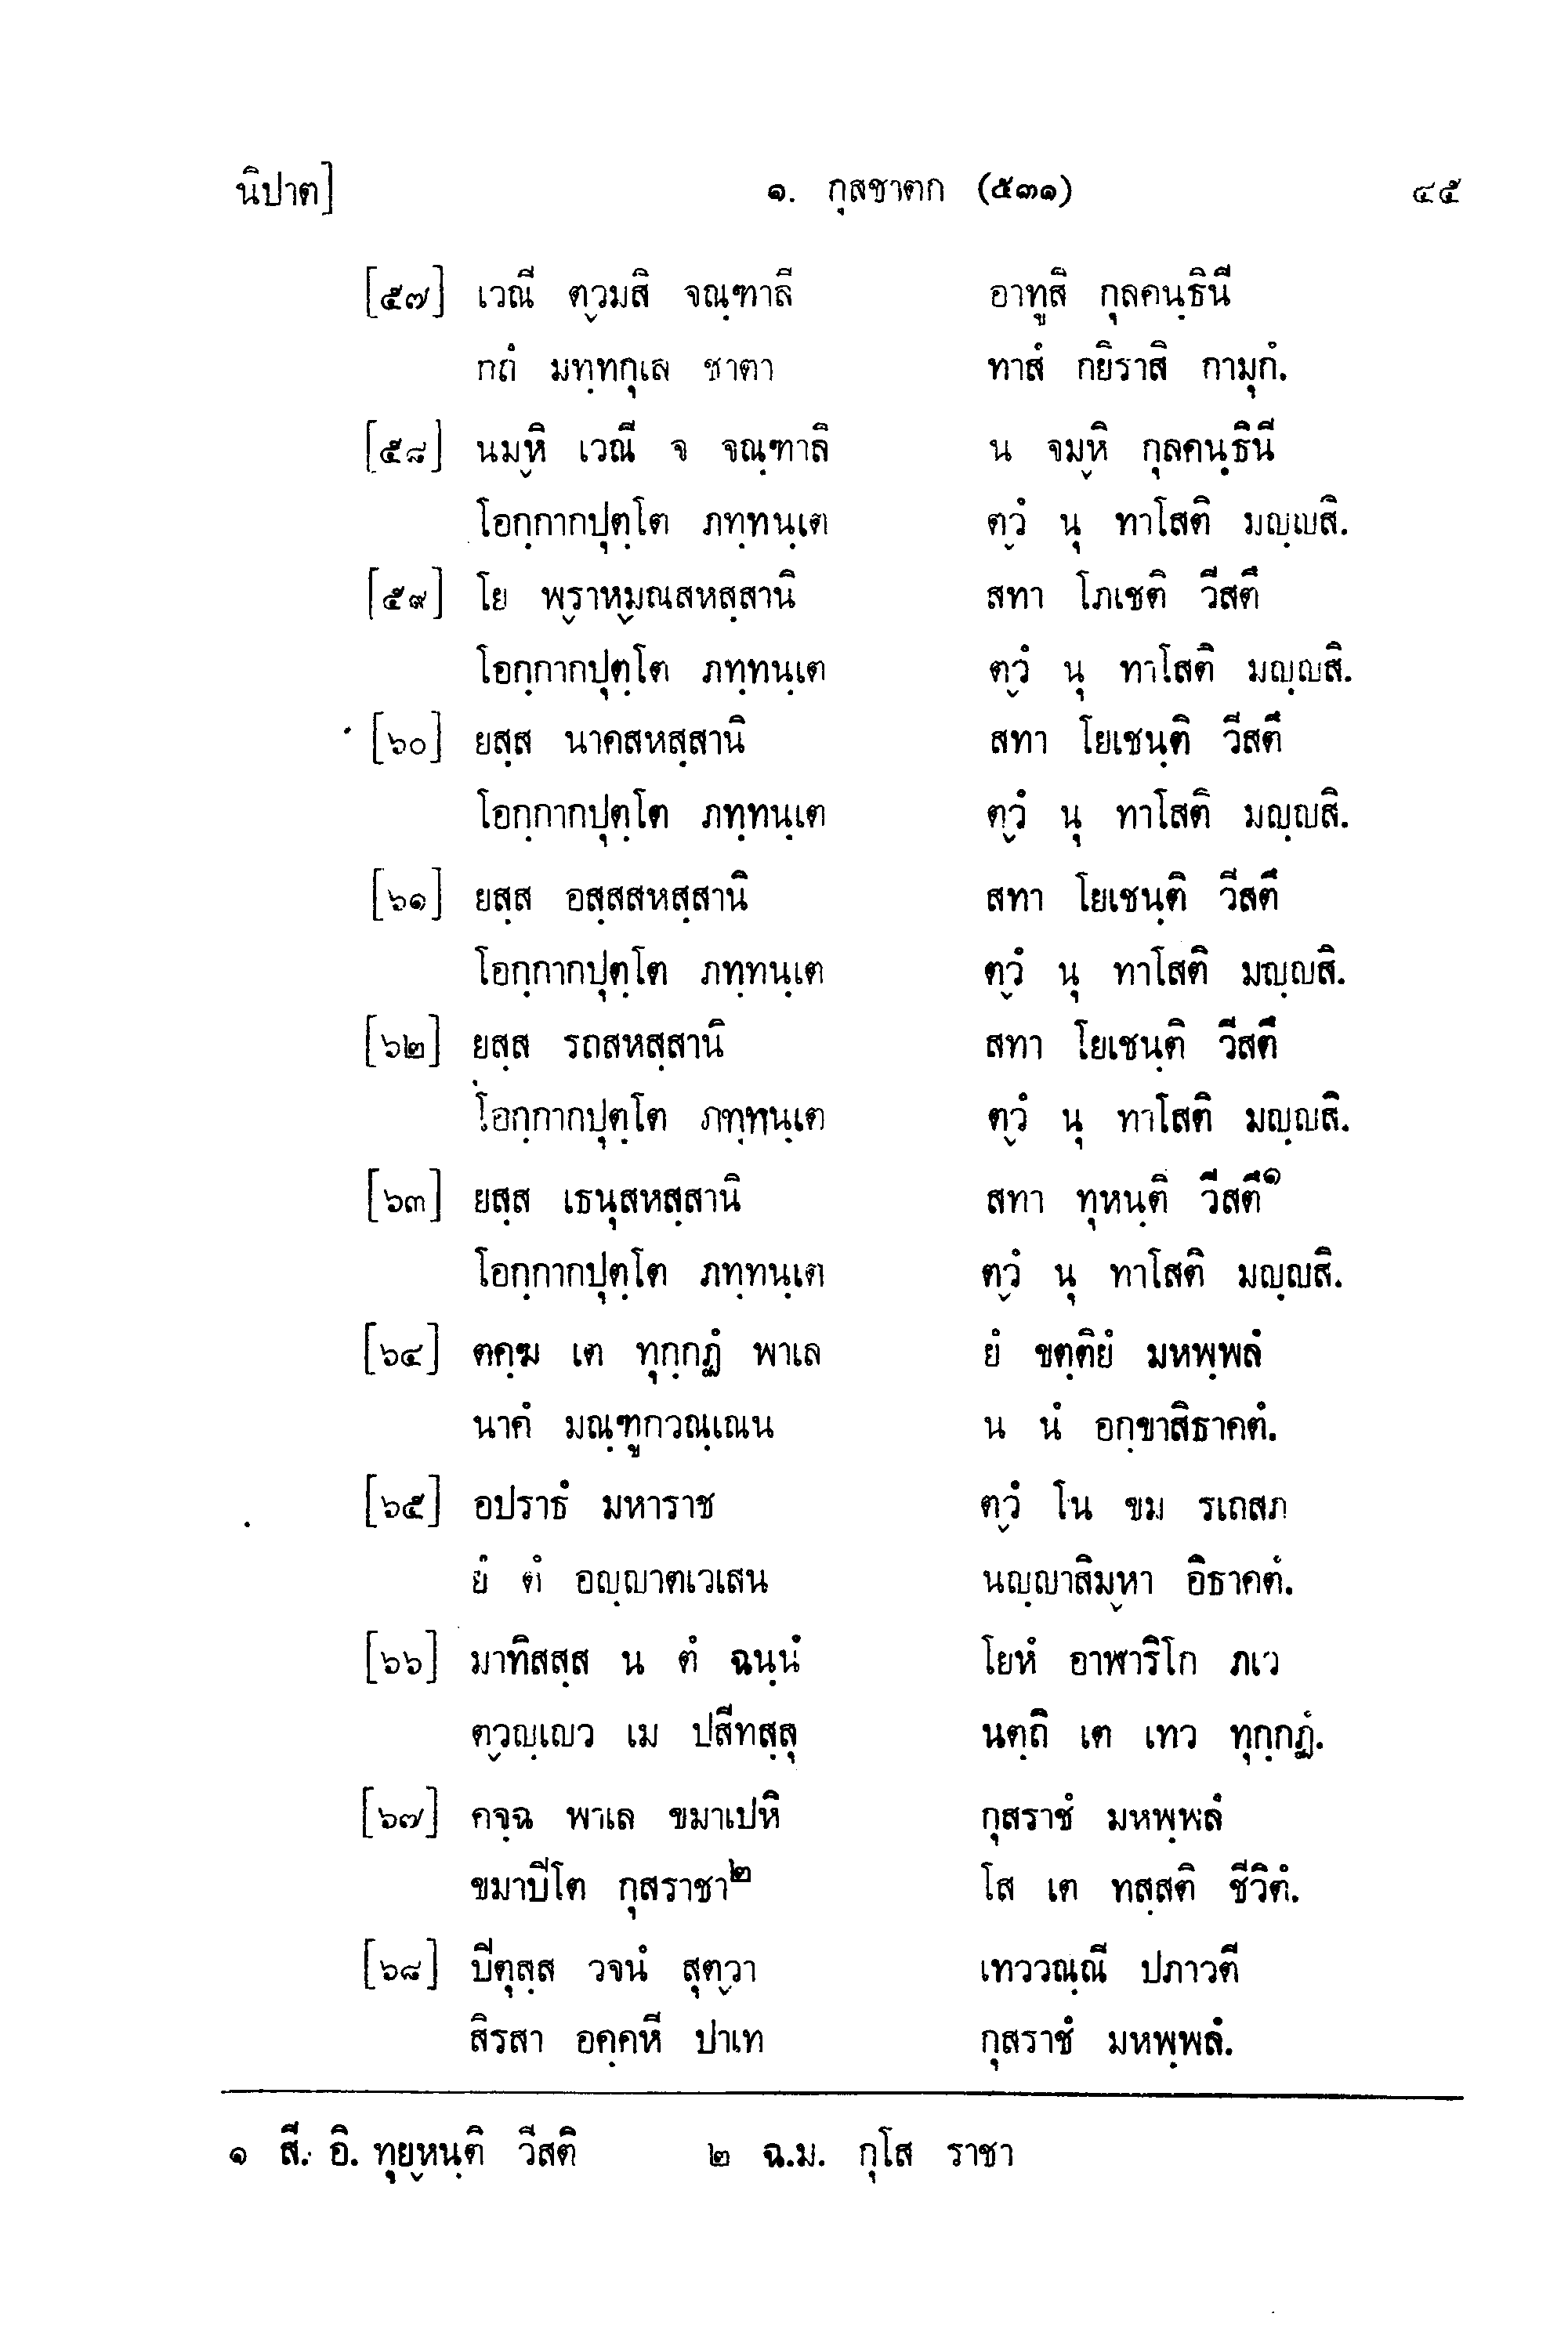 นิปาต] ๑. กุสชาตก (๕๓๑) ๔๕
[๕๗] เวณี ตฺวมสิ จณฺฑาลี อาทูสิ กุลคนฺธินี
กถํ มทฺทกุเล ชาตา ทาสํ กยิราสิ กามุกํ.
[๕๘] นมฺหิ เวณี จ จณฺฑาลี น จมฺหิ กุลคนฺธินี
โอกฺกากปุตฺโต ภทฺทนฺเต ตฺวํ นุ ทาโสติ มญฺญสิ.
[๕๙] โย พฺราหฺมณสหสฺสานิ สทา โภเชติ วีสตึ
โอกฺกากปุตฺโต ภทฺทนฺเต ตฺวํ นุ ทาโสติ มญฺญสิ.
[๖๐] ยสฺส นาคสหสฺสานิ สทา โยเชนฺติ วีสตึ
โอกฺกากปุตฺโต ภทฺทนฺเต ตฺวํ นุ ทาโสติ มญฺญสิ.
[๖๑] ยสฺส อสฺสสหสฺสานิ สทา โยเชนฺติ วีสตึ
โอกฺกากปุตฺโต ภทฺทนฺเต ตฺวํ นุ ทาโสติ มญฺญสิ.
[๖๒] ยสฺส รถสหสฺสานิ สทา โยเชนฺติ วีสตึ
โอกฺกากปุตฺโต ภทฺทนฺเต ตฺวํ นุ ทาโสติ มญฺญสิ.
[๖๓] ยสฺส เธนุสหสฺสานิ สทา ทุหนฺติ วีสตึ๑
โอกฺกากปุตฺโต ภทฺทนฺเต ตฺวํ นุ ทาโสติ มญฺญสิ.
[๖๔] ตคฺฆ เต ทุกฺกฏํ พาเล ยํ ขตฺติยํ มหพฺพลํ
นาคํ มณฺฑูกวณฺเณน น นํ อกฺขาสิธาคตํ.
[๖๕] อปราธํ มหาราช ตฺวํ โน ขม รเถสภ
ยํ ตํ อญฺญาตเวเสน นญฺญาสิมฺหา อิธาคตํ.
[๖๖] มาทิสสฺส น ตํ ฉนฺนํ โยหํ อาฬาริโก ภเว
ตฺวญฺเญว เม ปสีทสฺสุ นตฺถิ เต เทว ทุกฺกฏํ.
[๖๗] คจฺฉ พาเล ขมาเปหิ กุสราชํ มหพฺพลํ
ขมาปิโต กุสราชา๒ โส เต ทสฺสติ ชีวิตํ.
[๖๘] ปิตุสฺส วจนํ สุตฺวา เทววณฺณี ปภาวตี
สิรสา อคฺคหี ปาเท กุสราชํ มหพฺพลํ.
๑ สี. อิ. ทุยฺหนฺติ วีสติ ๒ ฉ.ม. กุโส ราชา